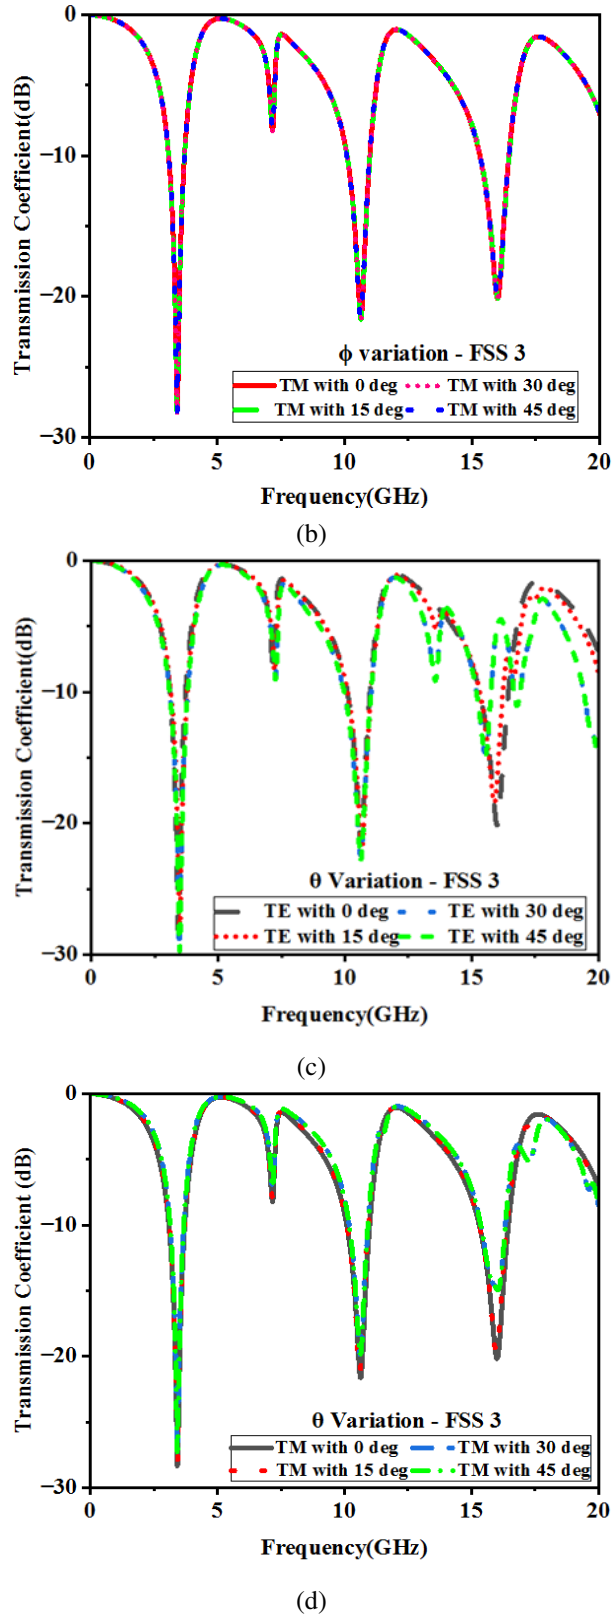 0
−10
−20
−30
Transmission Coefficient(dB)
ϕ variation - FSS 3
TM with 0 deg TM with 30 deg
TM with 15 deg TM with 45 deg
0 5 10 15 20
Frequency(GHz)
(b)
0
−10
−20
−30
Transmission Coefficient(dB)
θ Variation - FSS 3
TE with 0 deg TE with 30 deg
TE with 15 deg TE with 45 deg
0 5 10 15 20
Frequency(GHz)
(c)
0
−10
−20
−30
Transmission Coefficient (dB)
θ Variation - FSS 3
TM with 0 deg TM with 30 deg
TM with 15 deg TM with 45 deg
0 5 10 15 20
Frequency(GHz)
(d)